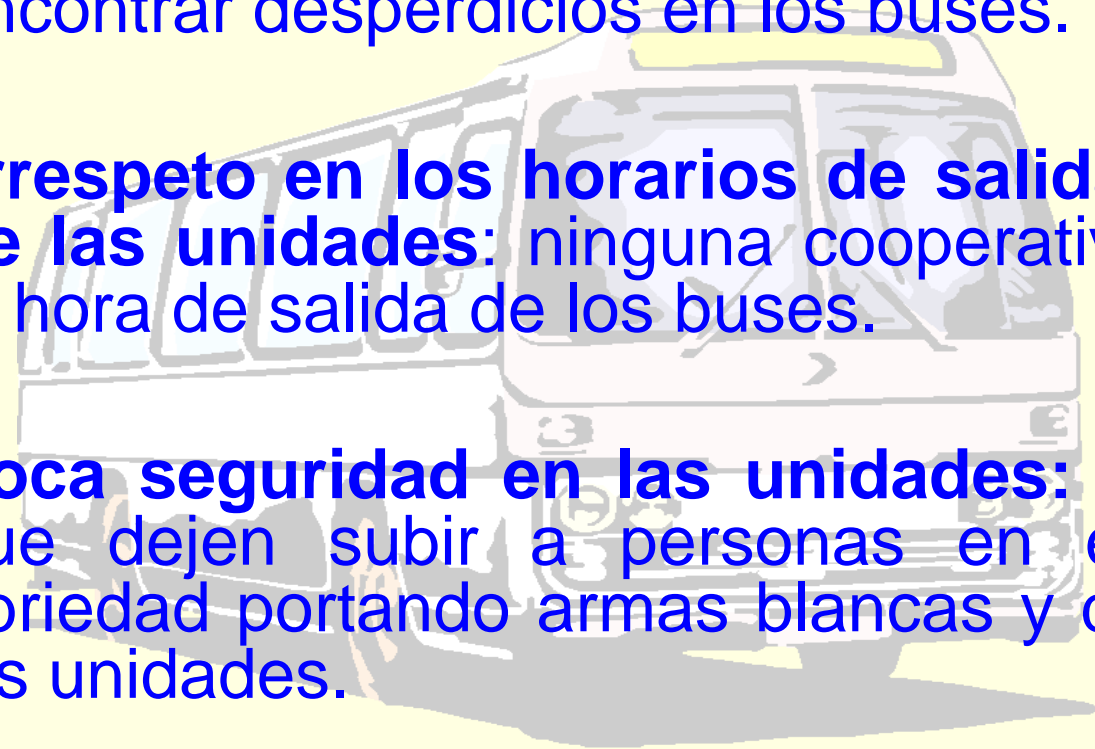 ncontrar desperdicios en los buses.
rrespeto en los horarios de salida
e las unidades: ninguna cooperativ
hora de salida de los buses.
oca seguridad en las unidades:
ue dejen subir a personas en e
oriedad portando armas blancas y c
s unidades.